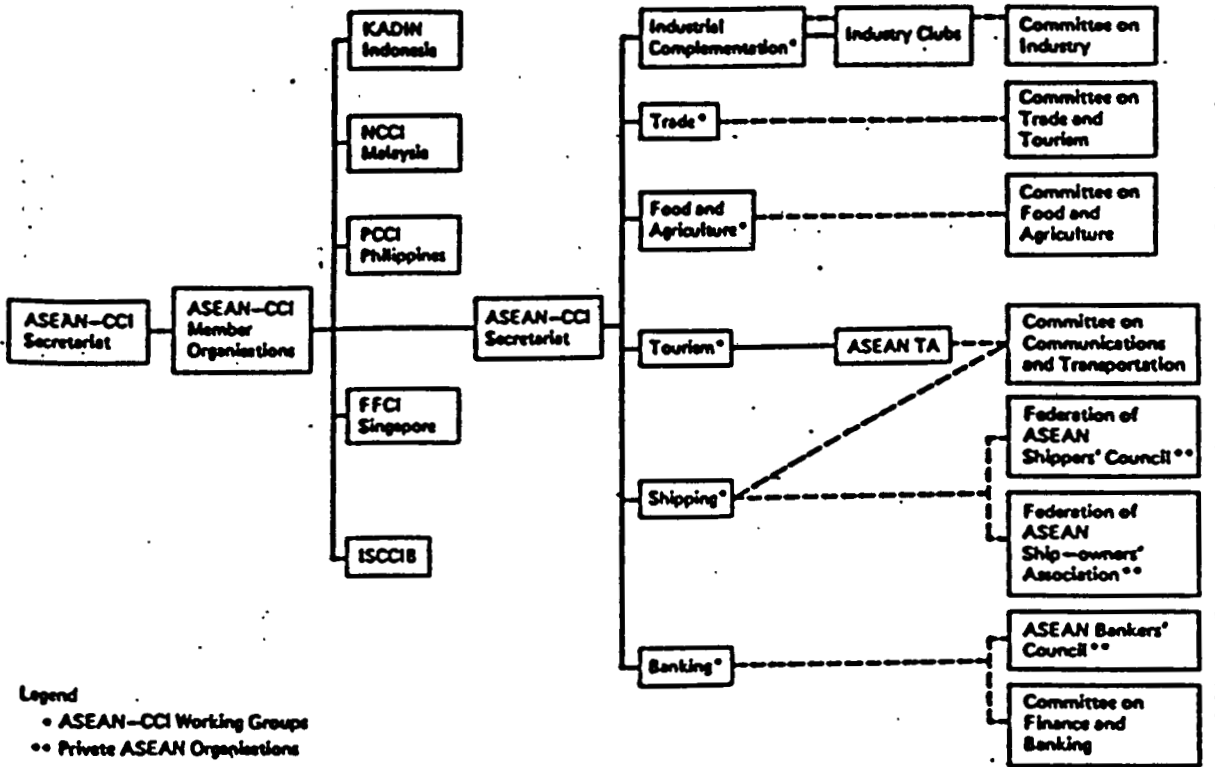 KADIN
Indonesia
NCCI
Malaysia
PCCI
Philippines
ASEAN–CCI
Secretariat
ASEAN–CCI
Member
Organisations
FFCI
Singapore
ISCCIB
ASEAN–CCI
Secretariat
Industrial
Complementation*
Industry Clubs
Committee on
Industry
Trade*
Committee on
Trade and
Tourism
Food and
Agriculture*
Committee on
Food and
Agriculture
Tourism*
ASEAN TA
Committee on
Communications
and Transportation
Shipping*
Federation of
ASEAN
Shippers' Council**
Federation of
ASEAN
Ship–owners'
Association**
Banking*
ASEAN Bankers'
Council**
Committee on
Finance and
Banking
Legend
* ASEAN–CCI Working Groups
** Private ASEAN Organisations